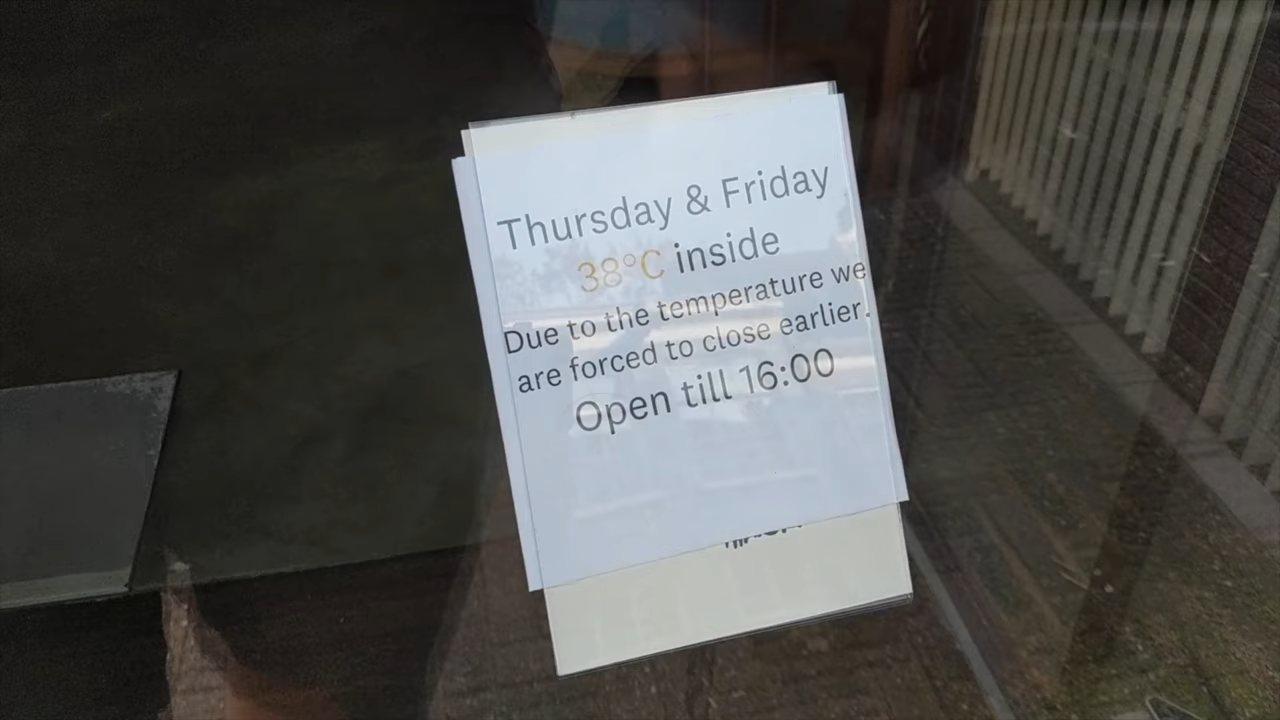 Thursday & Friday
38°C inside
Due to the temperature we
are forced to close earlier.
Open till 16:00